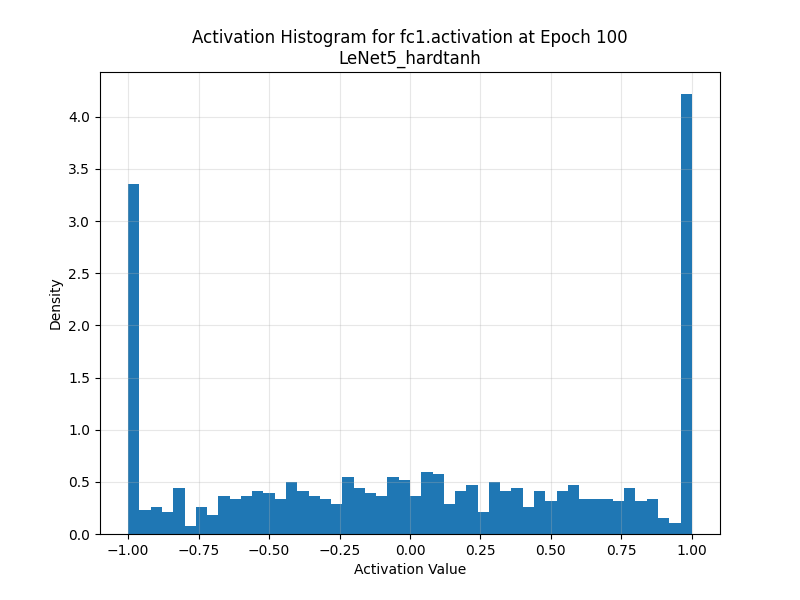 Activation Histogram for fc1.activation at Epoch 100
LeNet5_hardtanh
4.0
3.5
3.0
2.5
2.0
1.5
1.0
0.5
0.0
Density
−1.00 −0.75 −0.50 −0.25 0.00 0.25 0.50 0.75 1.00
Activation Value